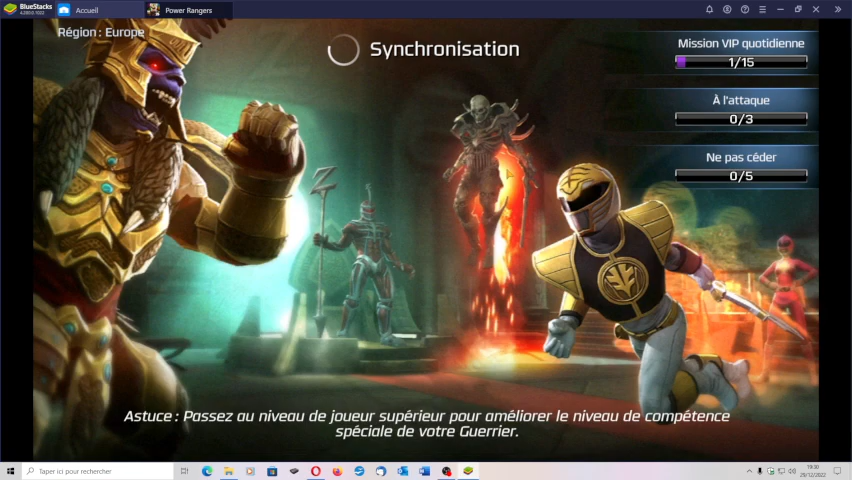 BlueStacks
Accueil
Power Rangers
Région : Europe
Synchronisation
Mission VIP quotidienne
1/15
À l'attaque
0/3
Ne pas céder
0/5
Z
Astuce : Passez au niveau de joueur supérieur pour améliorer le niveau de compétence
spéciale de votre Guerrier.
Taper ici pour rechercher
19:30
28/12/2022